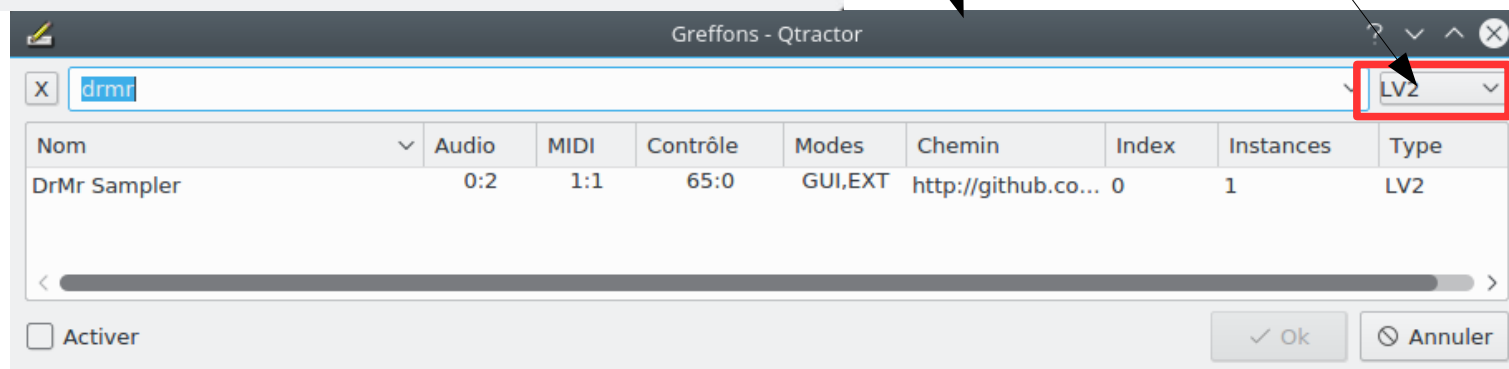 Greffons - Qtractor ?
X drmr LV2
Nom Audio MIDI Contrôle Modes Chemin Index Instances Type
DrMr Sampler 0:2 1:1 65:0 GUI,EXT http://github.co... 0 1 LV2
Activer Ok Annuler